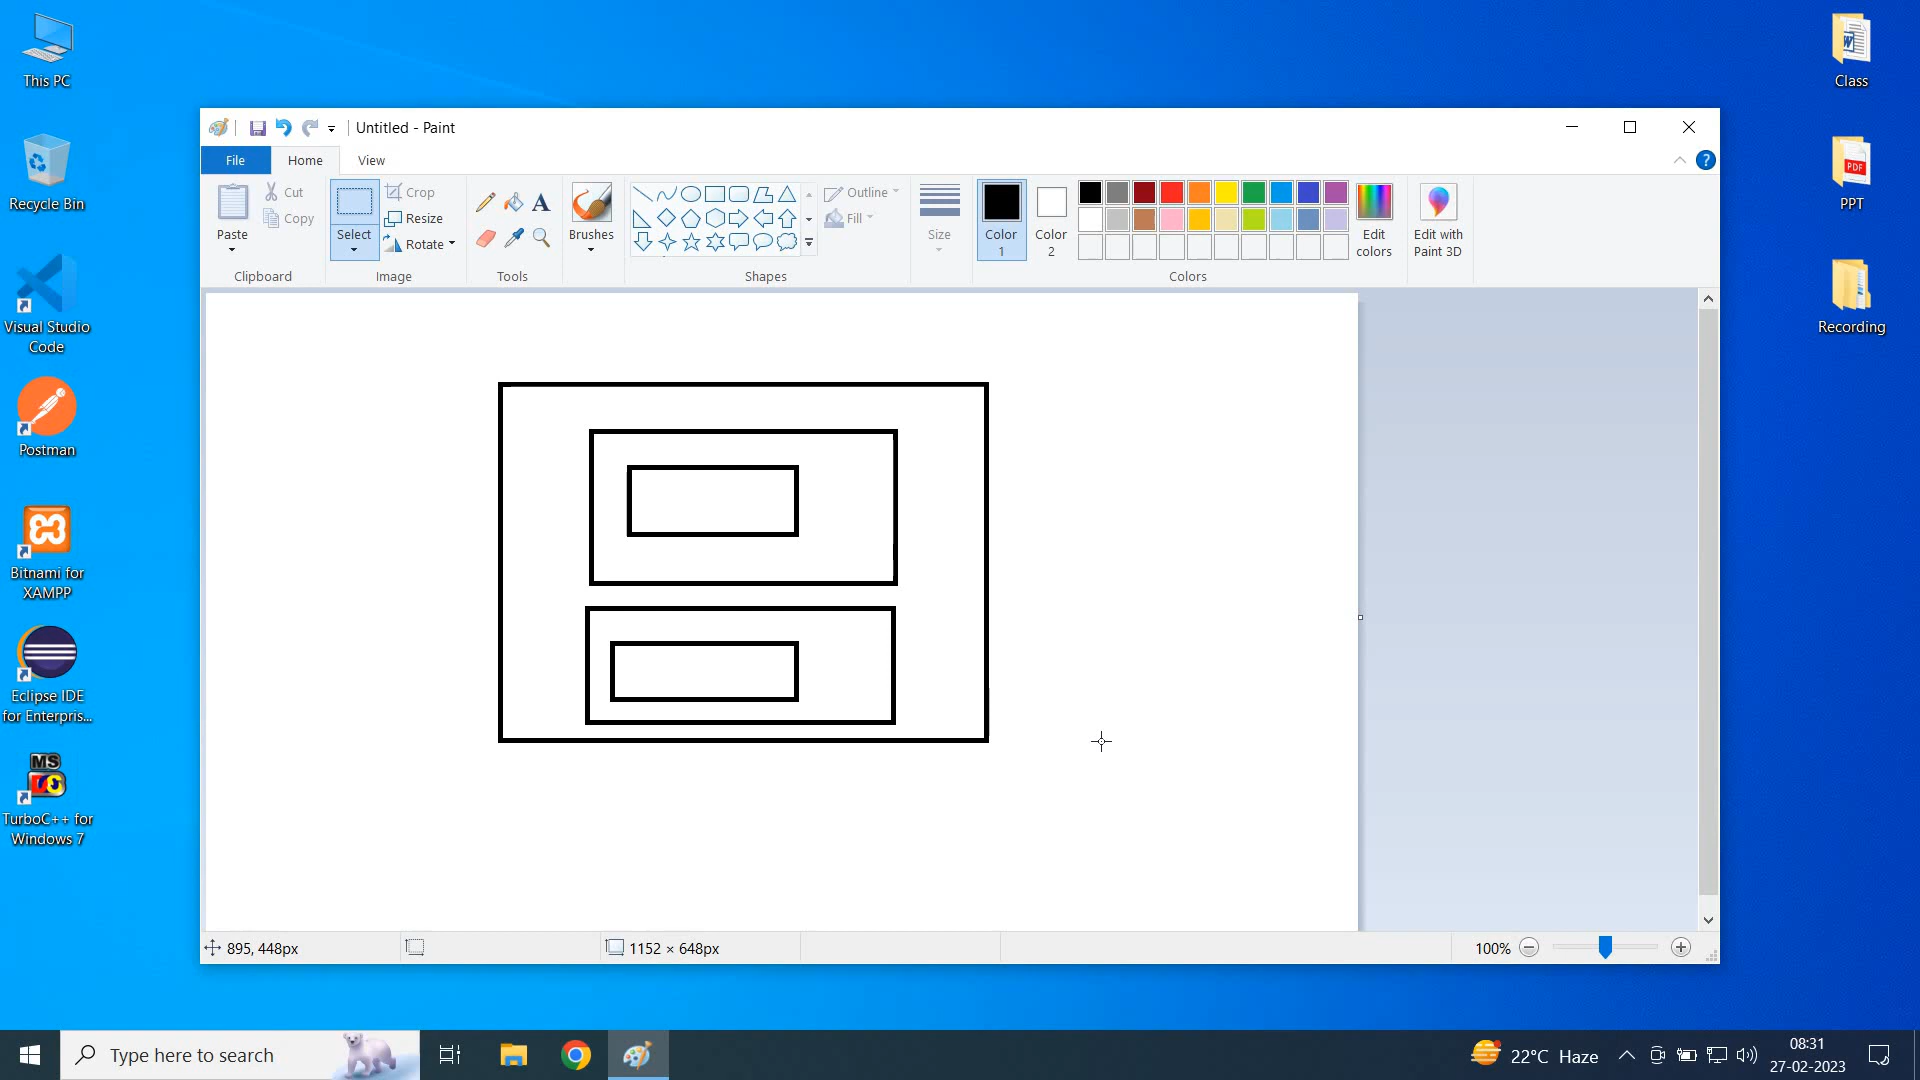 This PC
Recycle Bin
Visual Studio
Code
Postman
Bitnami for
XAMPP
Eclipse IDE
for Enterpris...
MS
DOS
TurboC++ for
Windows 7
Untitled - Paint
File
Home
View
?
Paste
Cut
Copy
Clipboard
Select
Crop
Resize
Rotate
Image
A
Tools
Brushes
Outline
Fill
Shapes
Size
Color
1
Color
2
Edit
colors
Colors
Edit with
Paint 3D
895, 448px
1152 × 648px
100%
W
Class
PDF
PPT
Recording
Type here to search
22°C Haze
08:31
27-02-2023